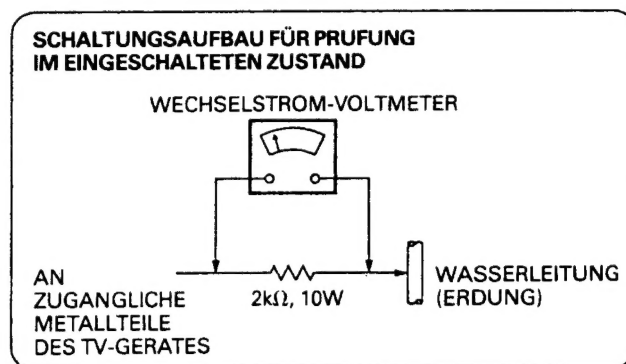 SCHALTUNGSAUFBAU FÜR PRUFUNG
IM EINGESCHALTETEN ZUSTAND
WECHSELSTROM-VOLTMETER
AN
ZUGANGLICHE
METALLTEILE
DES TV-GERATES
2kΩ, 10W
WASSERLEITUNG
(ERDUNG)